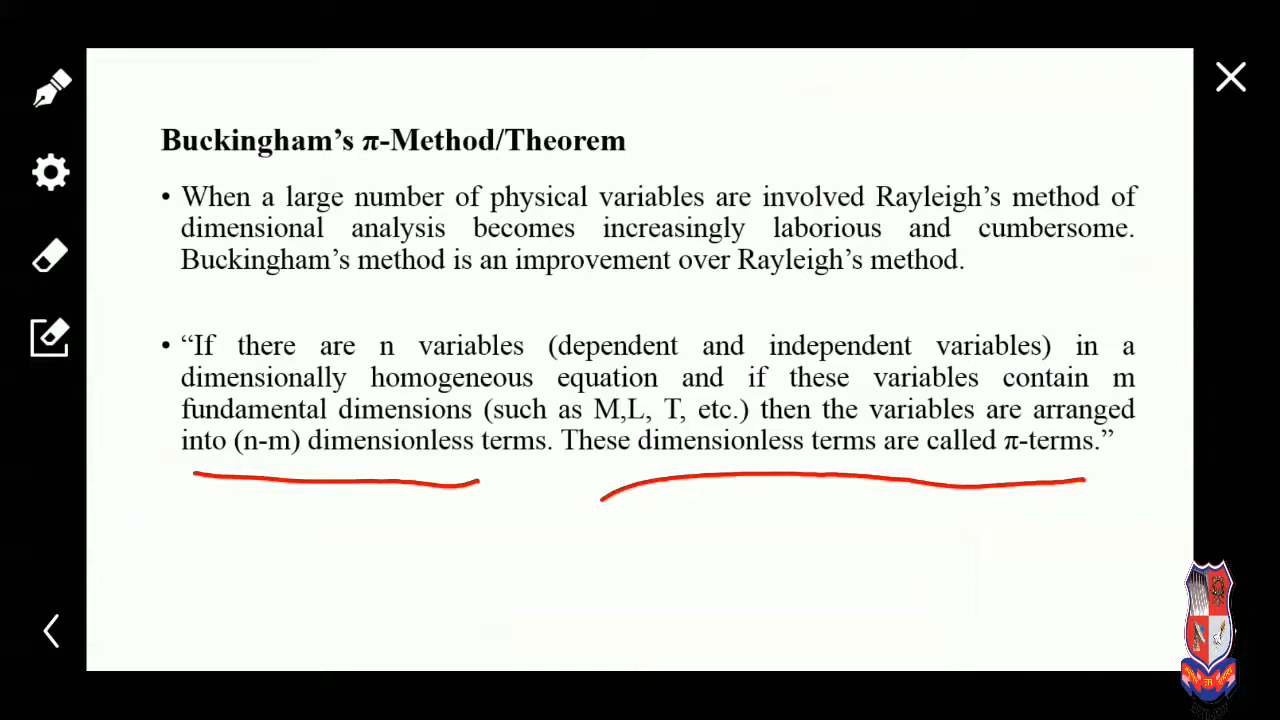 Buckingham’s π-Method/Theorem
• When a large number of physical variables are involved Rayleigh’s method of
dimensional analysis becomes increasingly laborious and cumbersome.
Buckingham’s method is an improvement over Rayleigh’s method.
• “If there are n variables (dependent and independent variables) in a
dimensionally homogeneous equation and if these variables contain m
fundamental dimensions (such as M,L, T, etc.) then the variables are arranged
into (n-m) dimensionless terms. These dimensionless terms are called π-terms.”